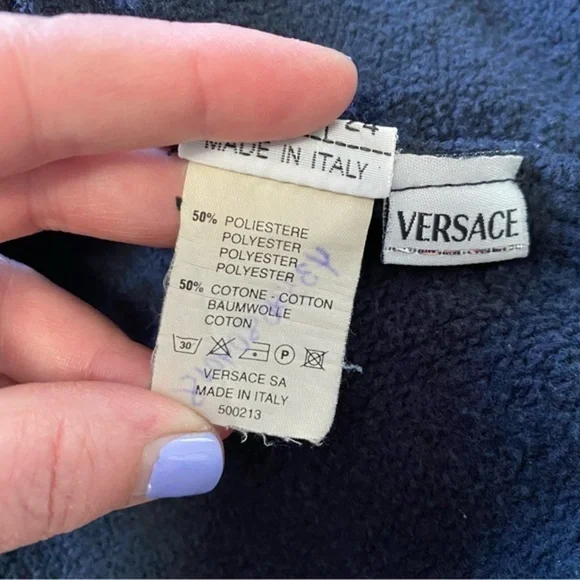 24
MADE IN ITALY
VERSACE
50% POLIESTERE
POLYESTER
POLYESTER
POLYESTER
50% COTONE - COTTON
BAUMWOLLE
COTON
30 P
VERSACE SA
MADE IN ITALY
500213